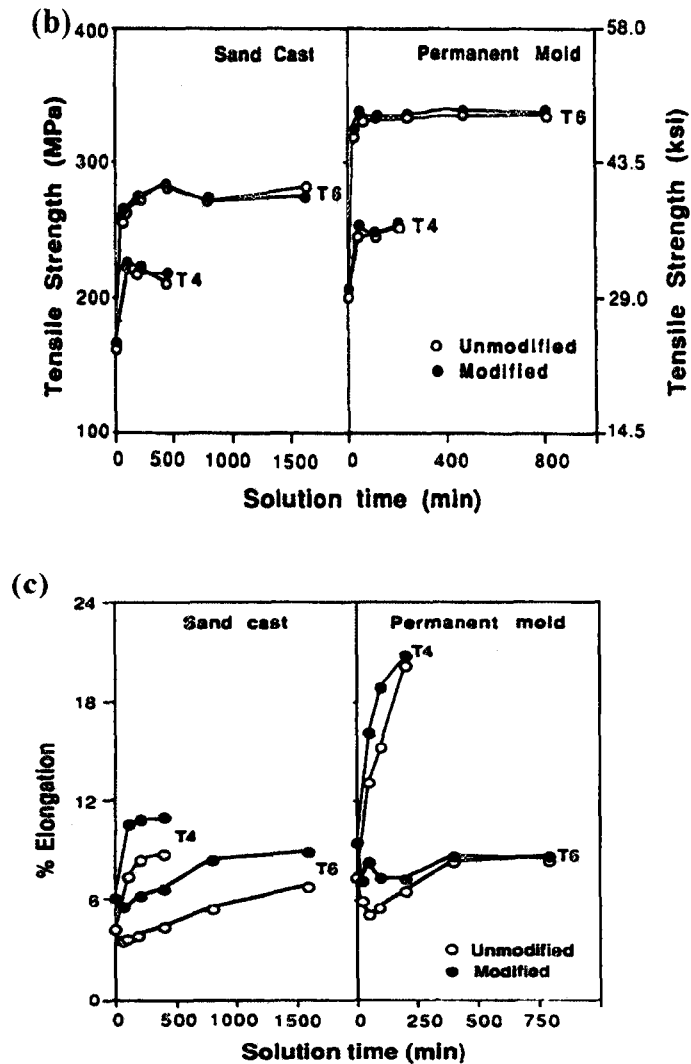 (b)
400
58.0
Sand Cast
Permanent Mold
T6
300
43.5
T6
T4
T4
200
29.0
Unmodified
Modified
100
14.5
0 500 1000 1500 0 400 800
Tensile Strength (MPa)
Tensile Strength (ksi)
Solution time (min)
(c)
24
Sand cast
Permanent mold
T4
18
12
T4
T6
T6
6
Unmodified
Modified
0
0 500 1000 1500 0 250 500 750
% Elongation
Solution time (min)